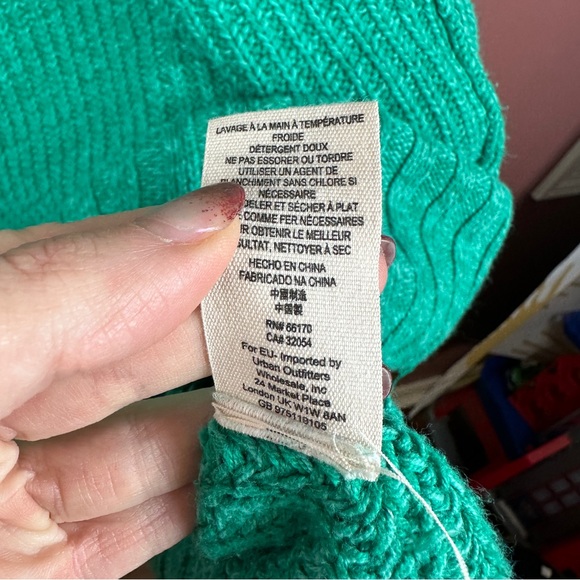 LAVAGE À LA MAIN À TEMPÉRATURE
FROIDE
DÉTERGENT DOUX
NE PAS ESSORER OU TORDRE
UTILISER UN AGENT DE
BLANCHIMENT SANS CHLORE SI
NÉCESSAIRE
ET SÉCHER À PLAT
COMME FER NÉCESSAIRES
OBTENIR LE MEILLEUR
NETTOYER À SEC
HECHO EN CHINA
FABRICADO NA CHINA
中國制造
中国製
RN# 66170
CA# 32054
For EU- Imported by
Urban Outfitters
Wholesale, Inc
24 Market Place
London UK W1W 8AN
GB 975119105